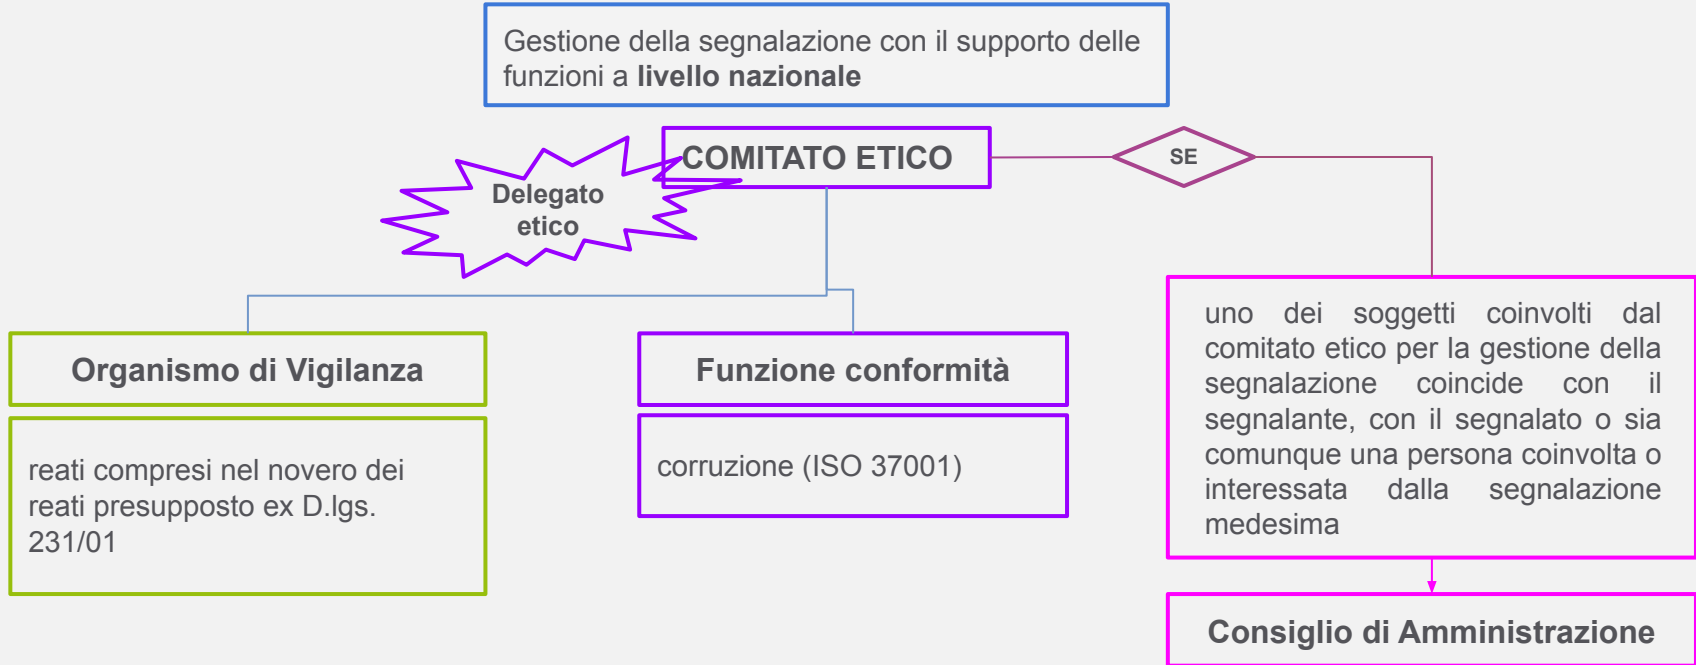 Gestione della segnalazione con il supporto delle
funzioni a livello nazionale
COMITATO ETICO
SE
Delegato
etico
Organismo di Vigilanza
reati compresi nel novero dei
reati presupposto ex D.lgs.
231/01
Funzione conformità
corruzione (ISO 37001)
uno dei soggetti coinvolti dal
comitato etico per la gestione della
segnalazione coincide con il
segnalante, con il segnalato o sia
comunque una persona coinvolta o
interessata dalla segnalazione
medesima
Consiglio di Amministrazione